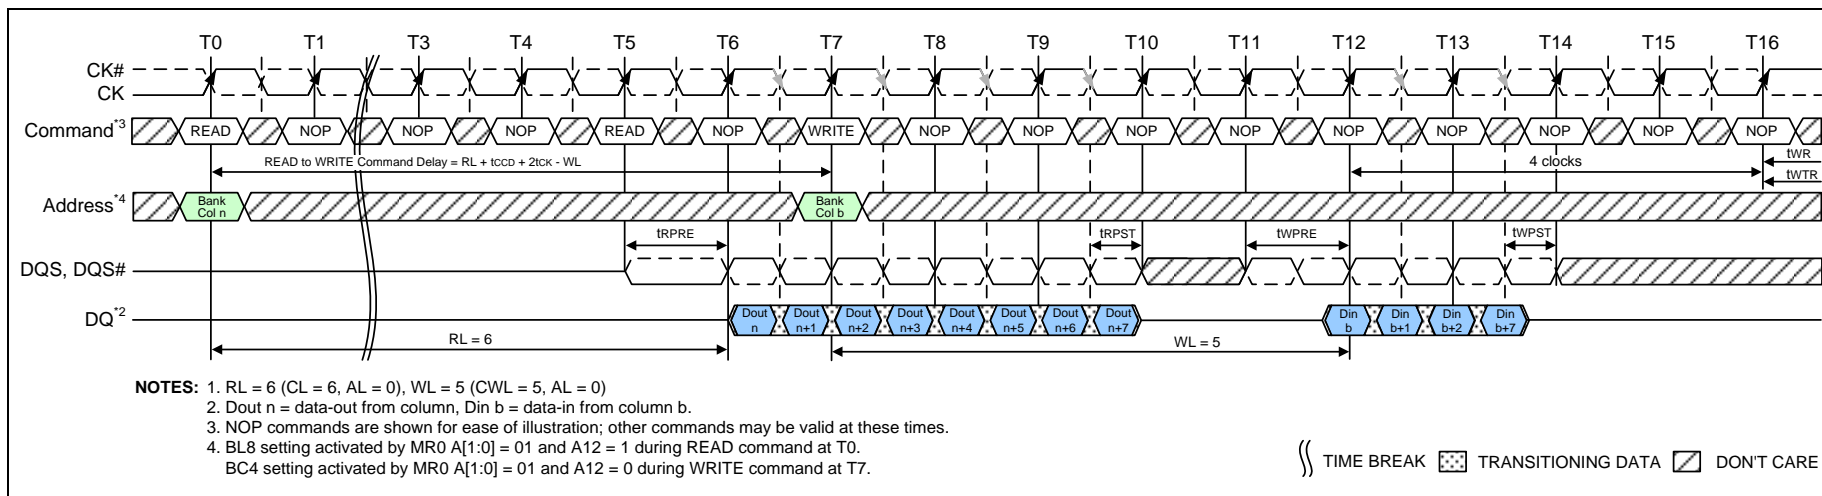 T0 T1 T3 T4 T5 T6 T7 T8 T9 T10 T11 T12 T13 T14 T15 T16
CK#
CK
Command*3 READ NOP NOP NOP READ NOP WRITE NOP NOP NOP NOP NOP NOP NOP NOP NOP
READ to WRITE Command Delay = RL + tCCD + 2tCK - WL 4 clocks tWR
tWTR
Address*4 Bank Col n Bank Col b
tRPRE tRPST tWPRE tWPST
DQS, DQS#
DQ*2 Dout n Dout n+1 Dout n+2 Dout n+3 Dout n+4 Dout n+5 Dout n+6 Dout n+7 Din b Din b+1 Din b+2 Din b+7
RL = 6 WL = 5
NOTES: 1. RL = 6 (CL = 6, AL = 0), WL = 5 (CWL = 5, AL = 0)
2. Dout n = data-out from column, Din b = data-in from column b.
3. NOP commands are shown for ease of illustration; other commands may be valid at these times.
4. BL8 setting activated by MR0 A[1:0] = 01 and A12 = 1 during READ command at T0.
BC4 setting activated by MR0 A[1:0] = 01 and A12 = 0 during WRITE command at T7.
TIME BREAK TRANSITIONING DATA DON'T CARE